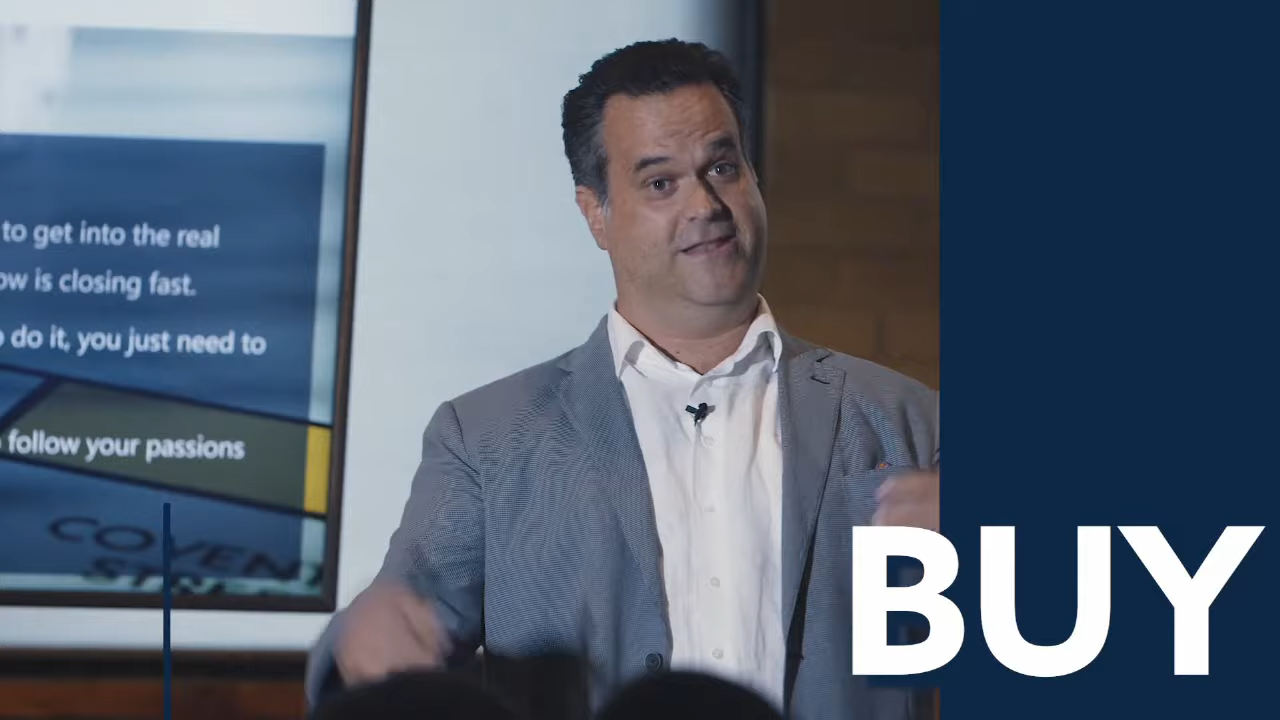 to get into the real
ow is closing fast.
do it, you just need to
follow your passions
COVENT
BUY